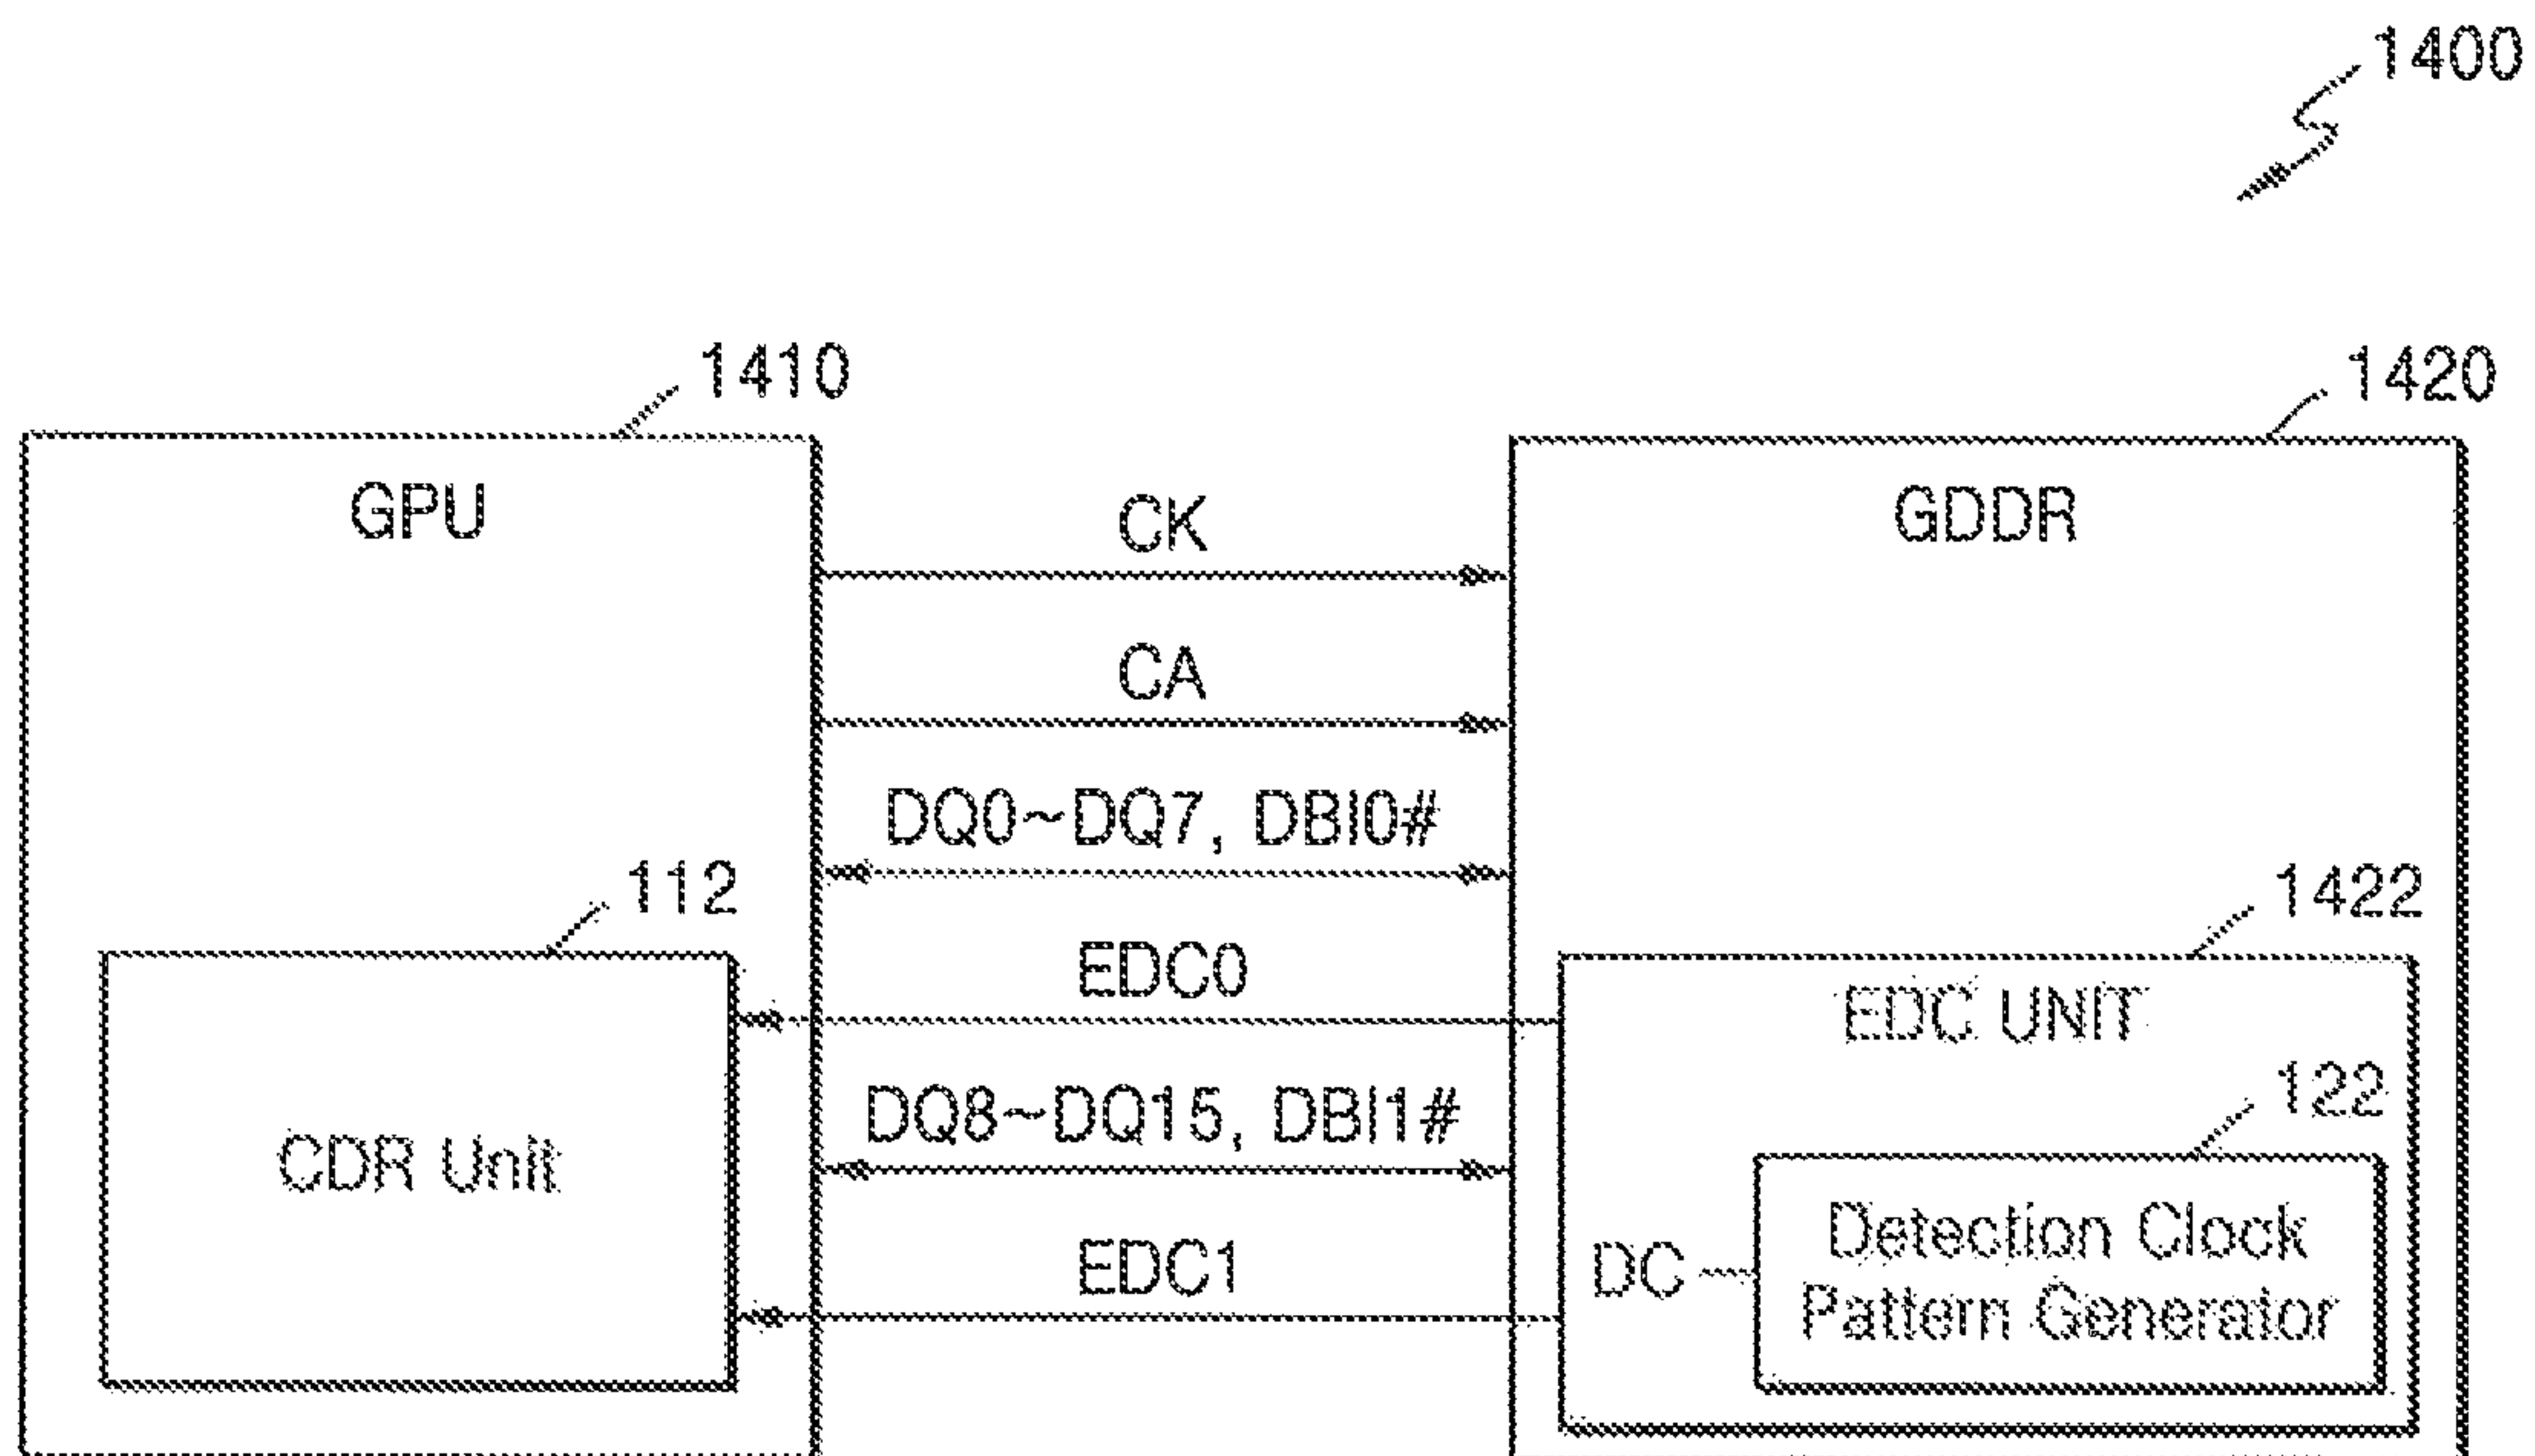 1400
1410
1420
GPU
GDDR
CK
CA
DQ0~DQ7, DBI0#
112
1422
EDC0
EDC UNIT
122
DQ8~DQ15, DBI1#
CDR Unit
Detection Clock
DC
EDC1
Pattern Generator